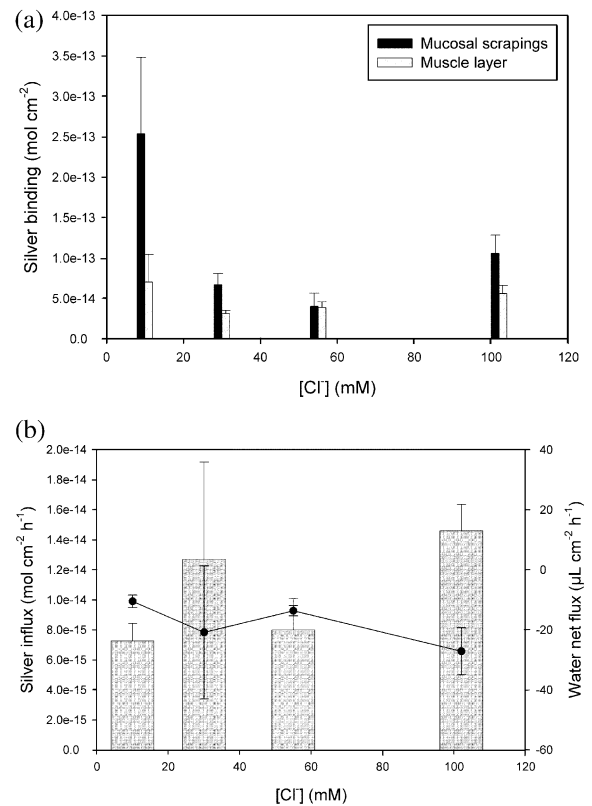 (a)
4.0e-13
3.5e-13
3.0e-13
2.5e-13
2.0e-13
1.5e-13
1.0e-13
5.0e-14
0.0
Silver binding (mol cm⁻²)
Mucosal scrapings
Muscle layer
0 20 40 60 80 100 120
[Cl⁻] (mM)
(b)
2.0e-14
1.8e-14
1.6e-14
1.4e-14
1.2e-14
1.0e-14
8.0e-15
6.0e-15
4.0e-15
2.0e-15
0.0
Silver influx (mol cm⁻² h⁻¹)
40
20
0
-20
-40
-60
Water net flux (µL cm⁻² h⁻¹)
0 20 40 60 80 100 120
[Cl⁻] (mM)